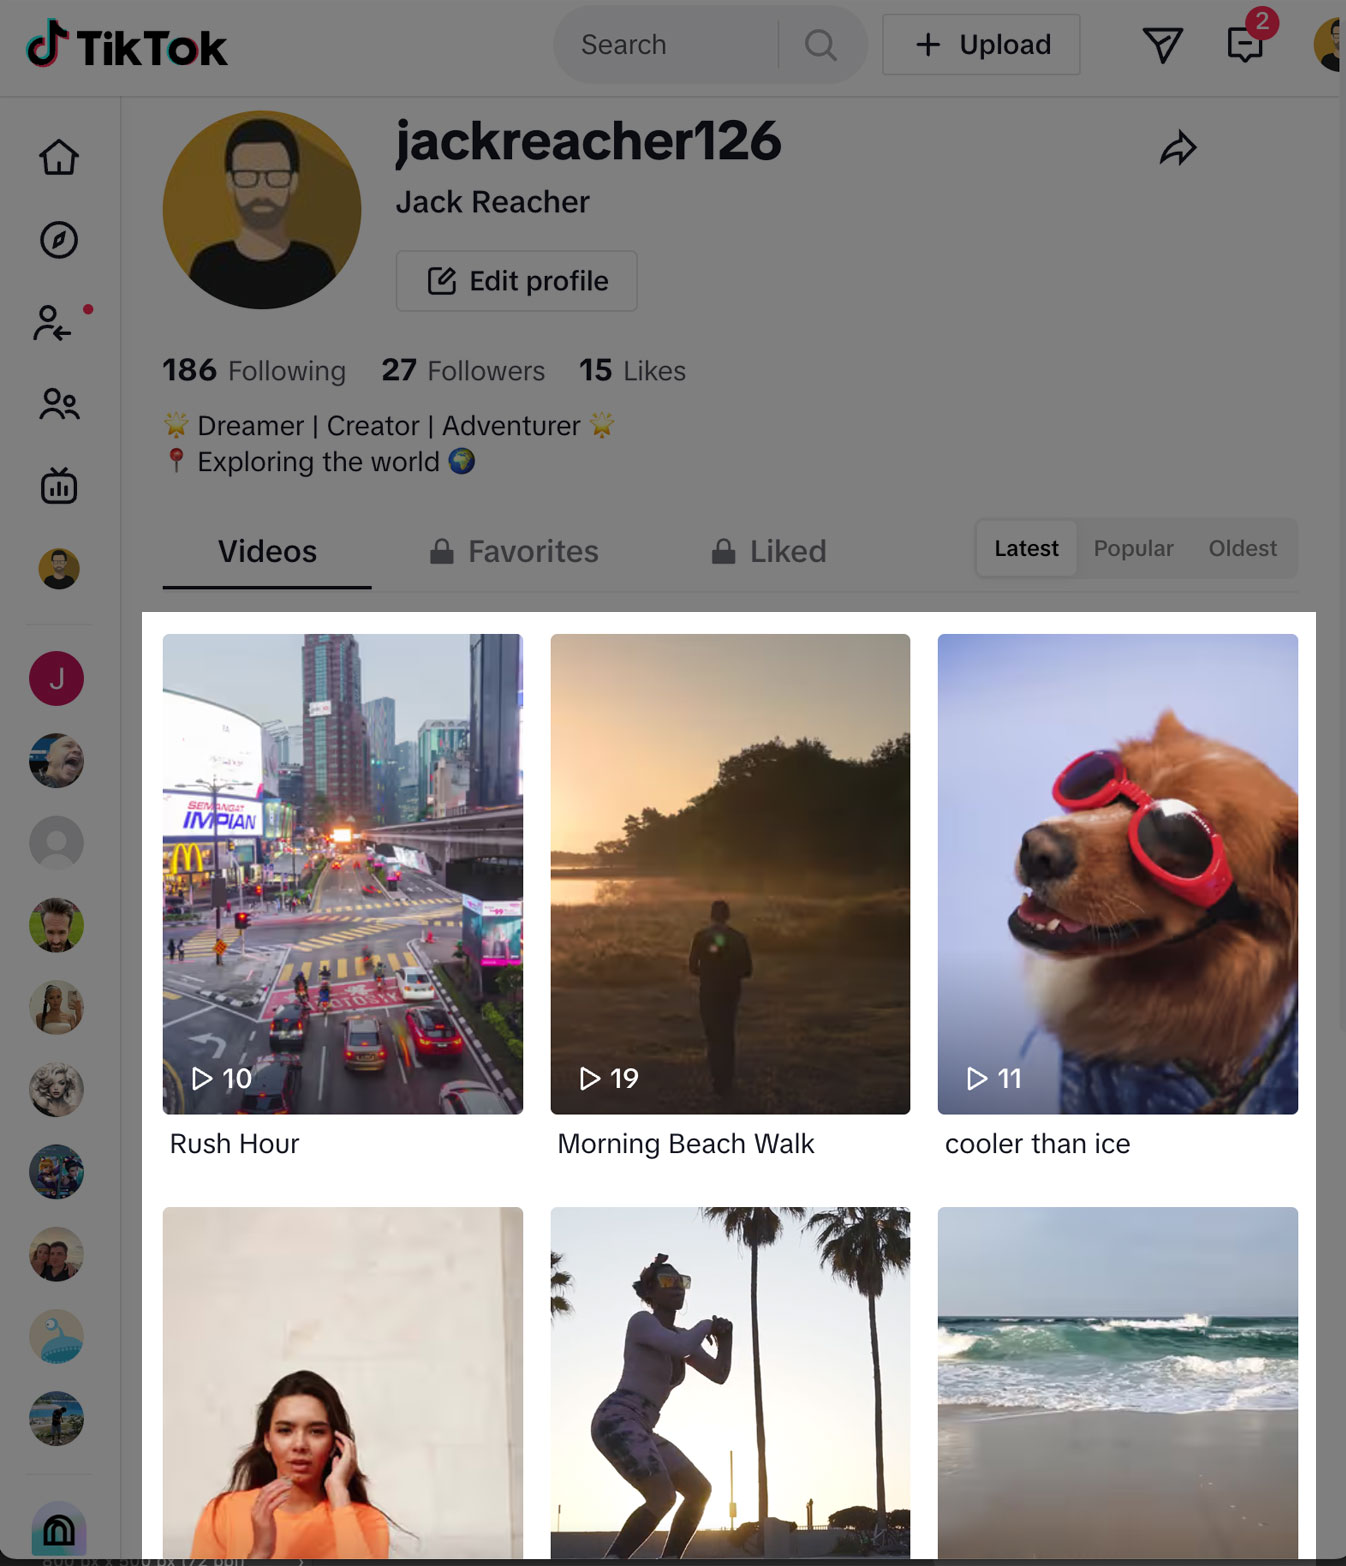 TikTok
Search
Upload
2
jackreacher126
Jack Reacher
Edit profile
186 Following 27 Followers 15 Likes
🌟 Dreamer | Creator | Adventurer 🌟
📍 Exploring the world 🌍
Videos Favorites Liked
Latest Popular Oldest
J
SEMANGAT
IMPIAN
10
19
11
Rush Hour
Morning Beach Walk
cooler than ice